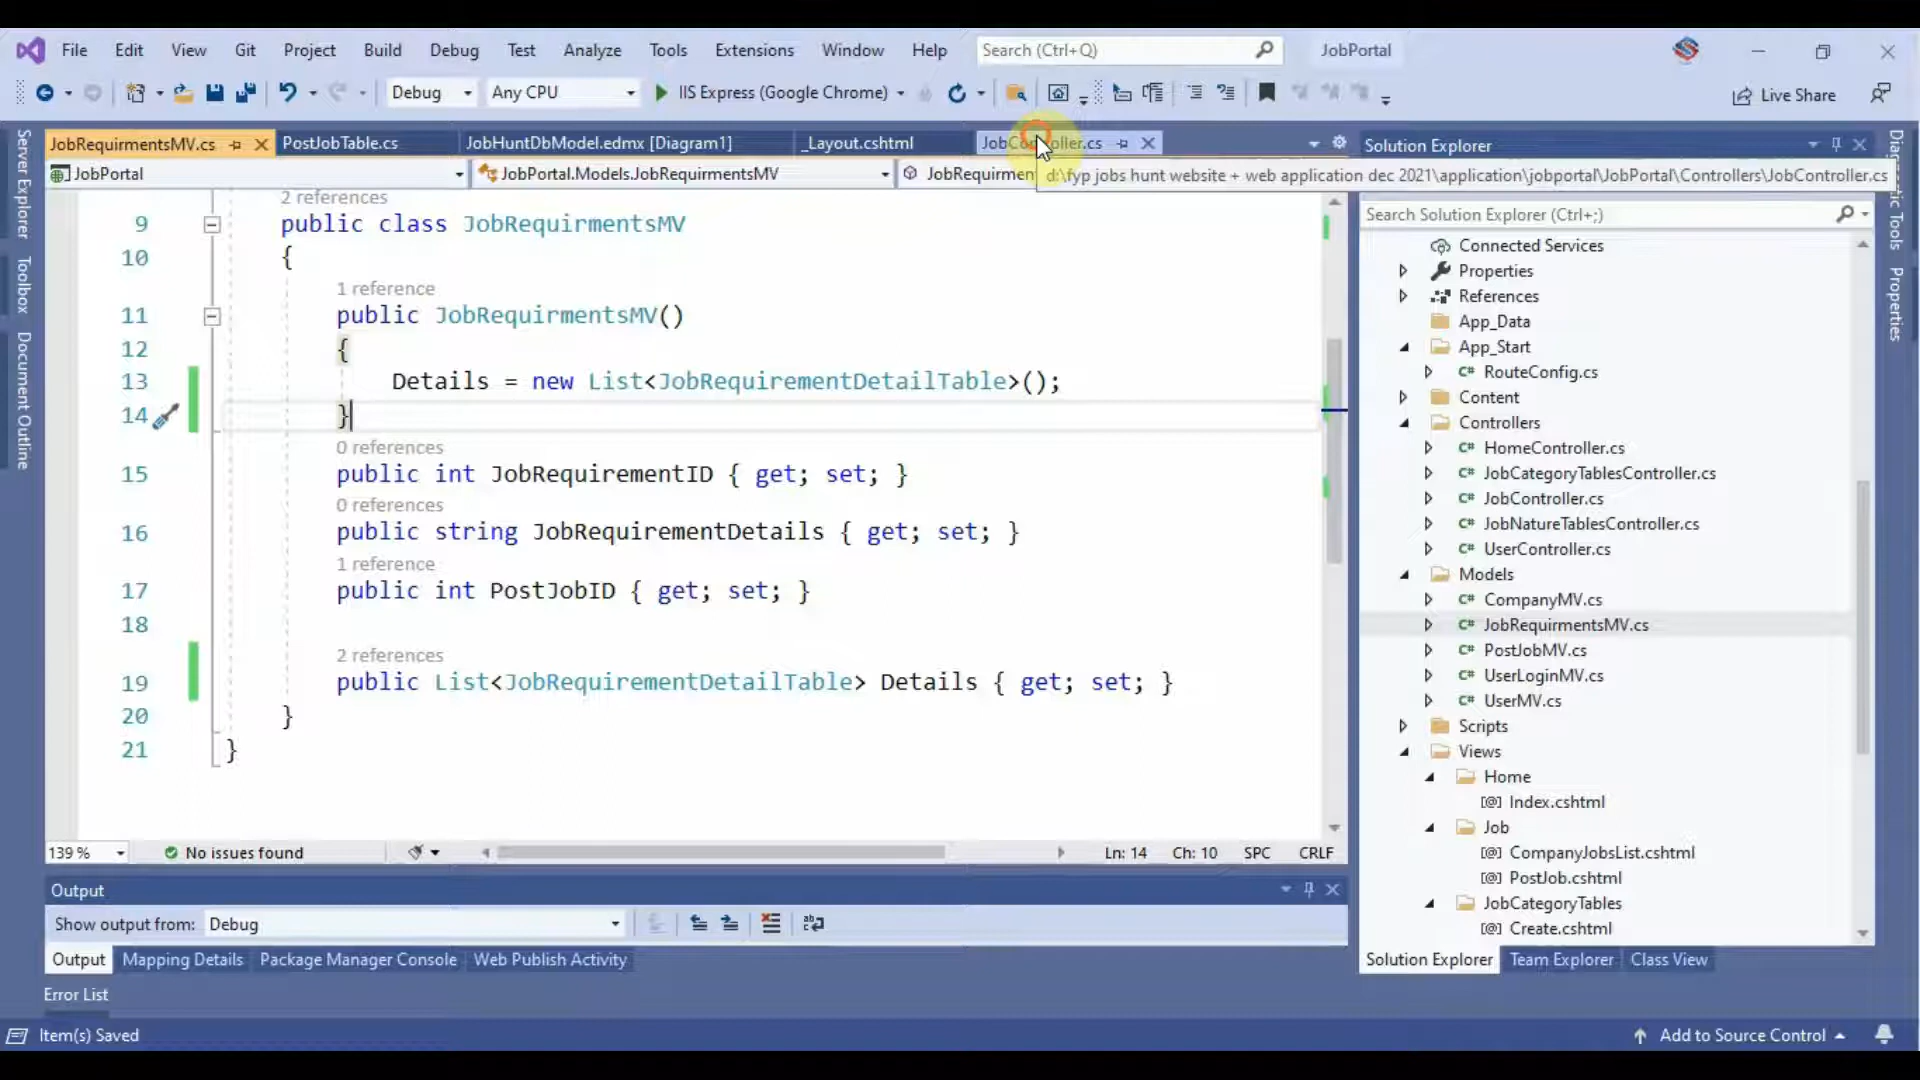 File Edit View Git Project Build Debug Test Analyze Tools Extensions Window Help Search (Ctrl+Q) JobPortal
Debug Any CPU IIS Express (Google Chrome) Live Share
JobRequirmentsMV.cs PostJobTable.cs JobHuntDbModel.edmx [Diagram1] _Layout.cshtml JobController.cs
JobPortal JobPortal.Models.JobRequirmentsMV
d:\fyp jobs hunt website + web application dec 2021\application\jobportal\JobPortal\Controllers\JobController.cs
2 references
9 public class JobRequirmentsMV
10 {
1 reference
11 public JobRequirmentsMV()
12 {
13 Details = new List<JobRequirementDetailTable>();
14 }
0 references
15 public int JobRequirementID { get; set; }
0 references
16 public string JobRequirementDetails { get; set; }
1 reference
17 public int PostJobID { get; set; }
18
2 references
19 public List<JobRequirementDetailTable> Details { get; set; }
20 }
21 }
139 % No issues found Ln: 14 Ch: 10 SPC CRLF
Output
Show output from: Debug
Output Mapping Details Package Manager Console Web Publish Activity
Error List
Item(s) Saved Add to Source Control
Server Explorer
Toolbox
Document Outline
Solution Explorer
Search Solution Explorer (Ctrl+;)
Connected Services
Properties
References
App_Data
App_Start
C# RouteConfig.cs
Content
Controllers
C# HomeController.cs
C# JobCategoryTablesController.cs
C# JobController.cs
C# JobNatureTablesController.cs
C# UserController.cs
Models
C# CompanyMV.cs
C# JobRequirmentsMV.cs
C# PostJobMV.cs
C# UserLoginMV.cs
C# UserMV.cs
Scripts
Views
Home
[@] Index.cshtml
Job
[@] CompanyJobsList.cshtml
[@] PostJob.cshtml
JobCategoryTables
[@] Create.cshtml
Solution Explorer Team Explorer Class View
Properties